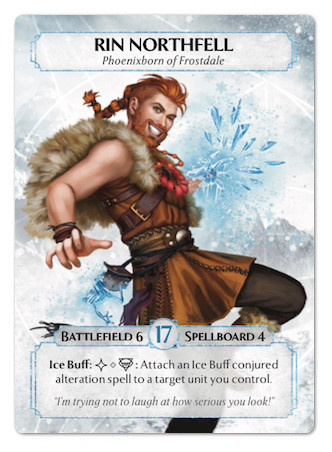 RIN NORTHFELL
Phoenixborn of Frostdale
BATTLEFIELD 6 17 SPELLBOARD 4
Ice Buff: : Attach an Ice Buff conjured
alteration spell to a target unit you control.
"I'm trying not to laugh at how serious you look!"